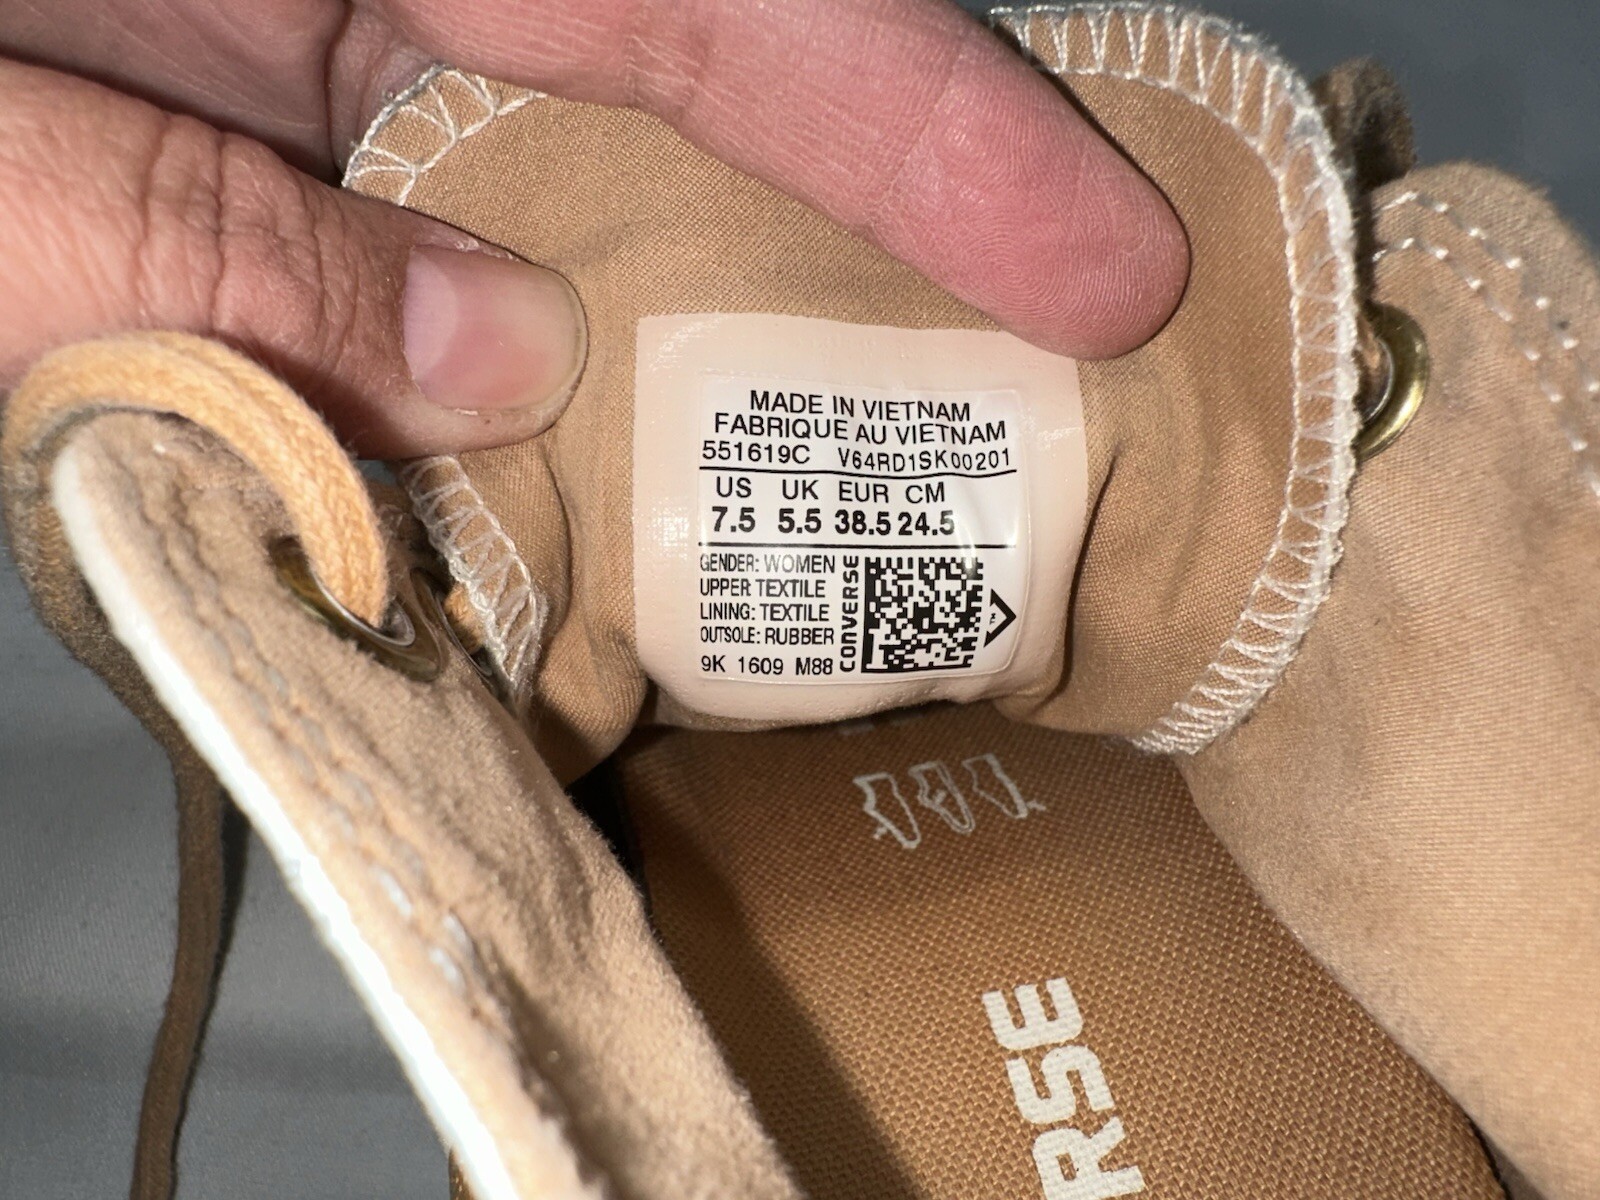 MADE IN VIETNAM
FABRIQUE AU VIETNAM
551619C V64RD1SK00201
US UK EUR CM
7.5 5.5 38.5 24.5
GENDER: WOMEN
UPPER TEXTILE
LINING: TEXTILE
OUTSOLE: RUBBER
9K 1609 M88
CONVERSE
TM
RSE